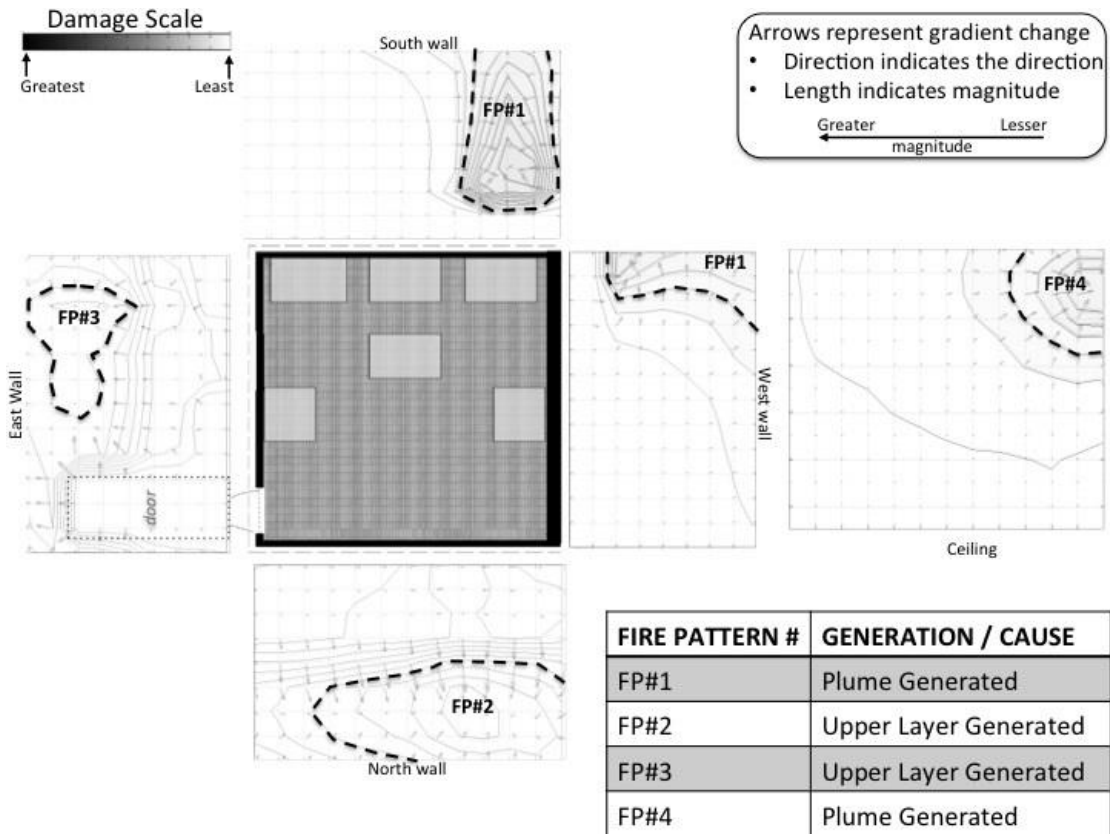 Damage Scale
Greatest
Least
South wall
FP#1
Arrows represent gradient change
• Direction indicates the direction
• Length indicates magnitude
Greater Lesser
magnitude
East Wall
FP#3
door
FP#1
West wall
FP#4
Ceiling
FP#2
North wall
FIRE PATTERN # GENERATION / CAUSE
FP#1 Plume Generated
FP#2 Upper Layer Generated
FP#3 Upper Layer Generated
FP#4 Plume Generated